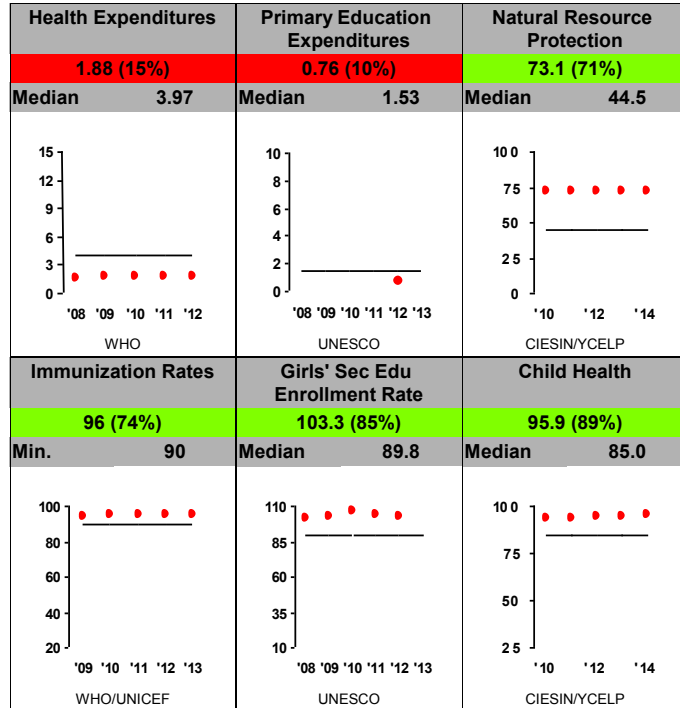 Health Expenditures
1.88 (15%)
Median 3.97
15
12
9
6
3
0
'08 '09 '10 '11 '12
WHO
Primary Education
Expenditures
0.76 (10%)
Median 1.53
10
8
6
4
2
0
'08 '09 '10 '11 '12 '13
UNESCO
Natural Resource
Protection
73.1 (71%)
Median 44.5
100
75
50
25
0
'10 '12 '14
CIESIN/YCELP
Immunization Rates
96 (74%)
Min. 90
100
80
60
40
20
'09 '10 '11 '12 '13
WHO/UNICEF
Girls' Sec Edu
Enrollment Rate
103.3 (85%)
Median 89.8
110
85
60
35
10
'08 '09 '10 '11 '12 '13
UNESCO
Child Health
95.9 (89%)
Median 85.0
100
75
50
25
'10 '12 '14
CIESIN/YCELP